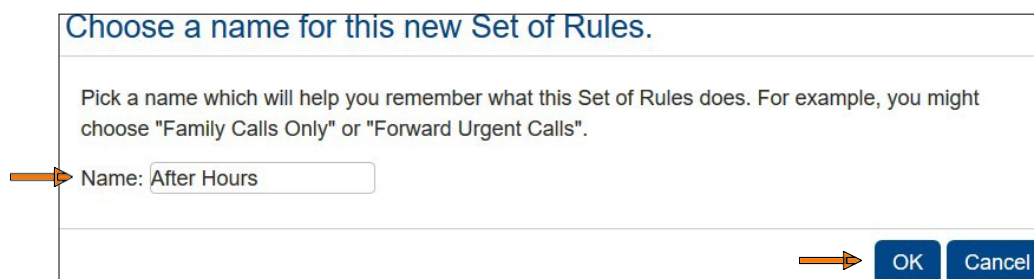 Choose a name for this new Set of Rules.
Pick a name which will help you remember what this Set of Rules does. For example, you might
choose "Family Calls Only" or "Forward Urgent Calls".
Name: After Hours
OK Cancel